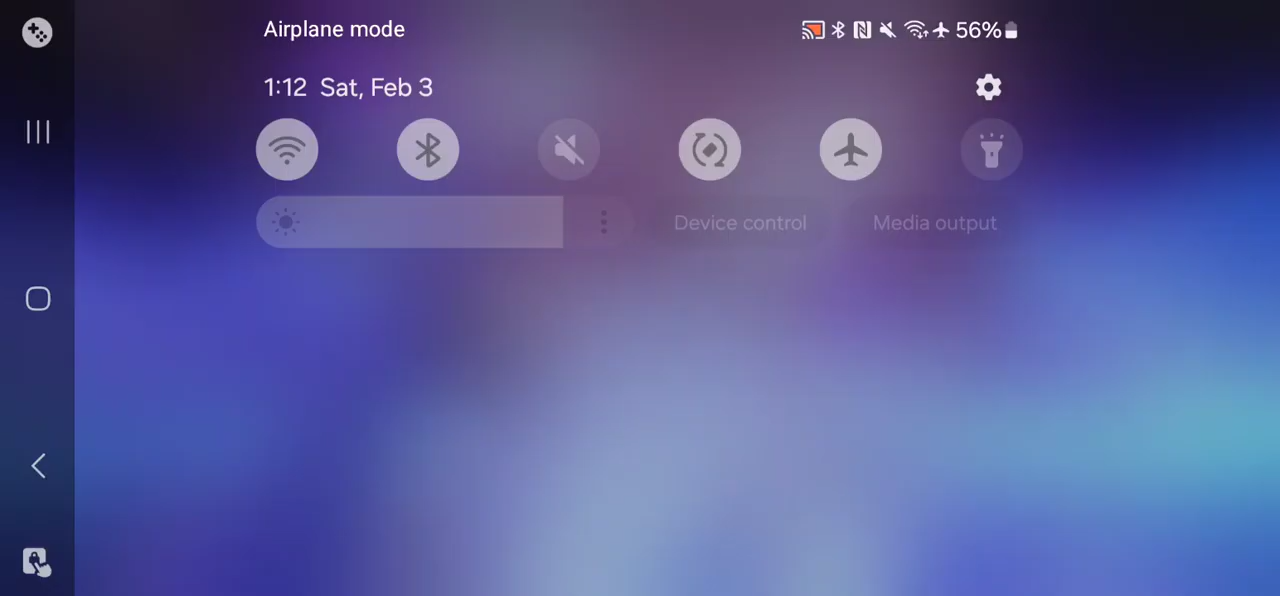 Airplane mode
56%
1:12 Sat, Feb 3
Device control
Media output